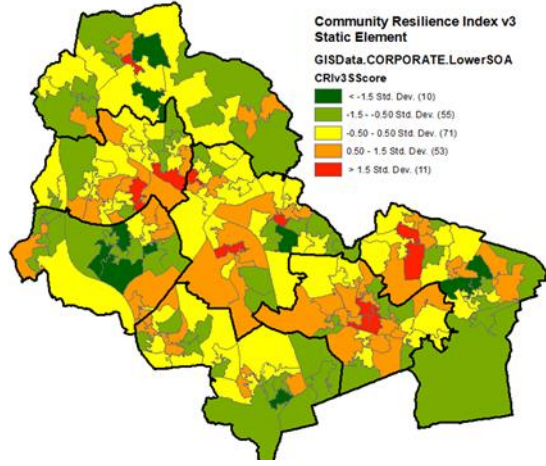 Community Resilience Index v3
Static Element
GISData.CORPORATE.LowerSOA
CRIv3SScore
< -1.5 Std. Dev. (10)
-1.5 - -0.50 Std. Dev. (55)
-0.50 - 0.50 Std. Dev. (71)
0.50 - 1.5 Std. Dev. (53)
> 1.5 Std. Dev. (11)